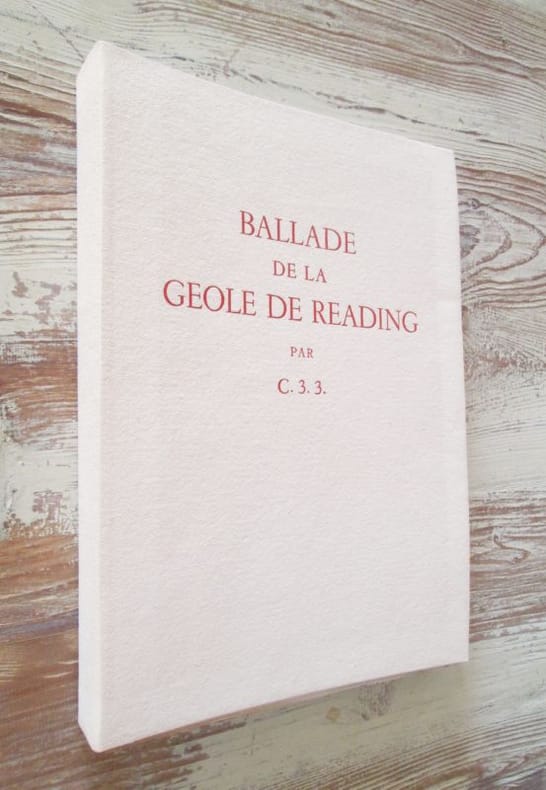 BALLADE
DE LA
GEOLE DE READING
PAR
C. 3. 3.